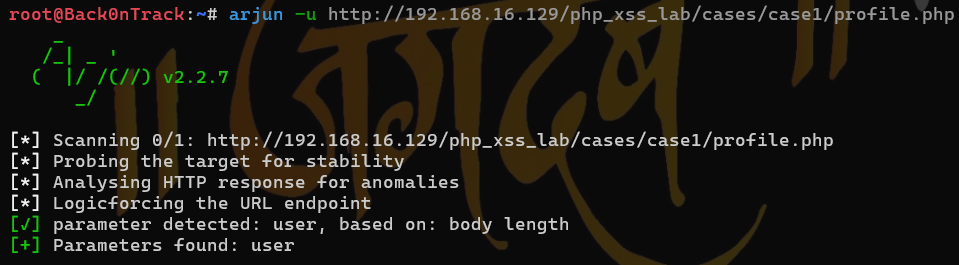 root@Back0nTrack:~# arjun -u http://192.168.16.129/php_xss_lab/cases/case1/profile.php
    _
   /_| _ '
  (  |/ /(//) v2.2.7
      _/
[*] Scanning 0/1: http://192.168.16.129/php_xss_lab/cases/case1/profile.php
[*] Probing the target for stability
[*] Analysing HTTP response for anomalies
[*] Logicforcing the URL endpoint
[√] parameter detected: user, based on: body length
[+] Parameters found: user